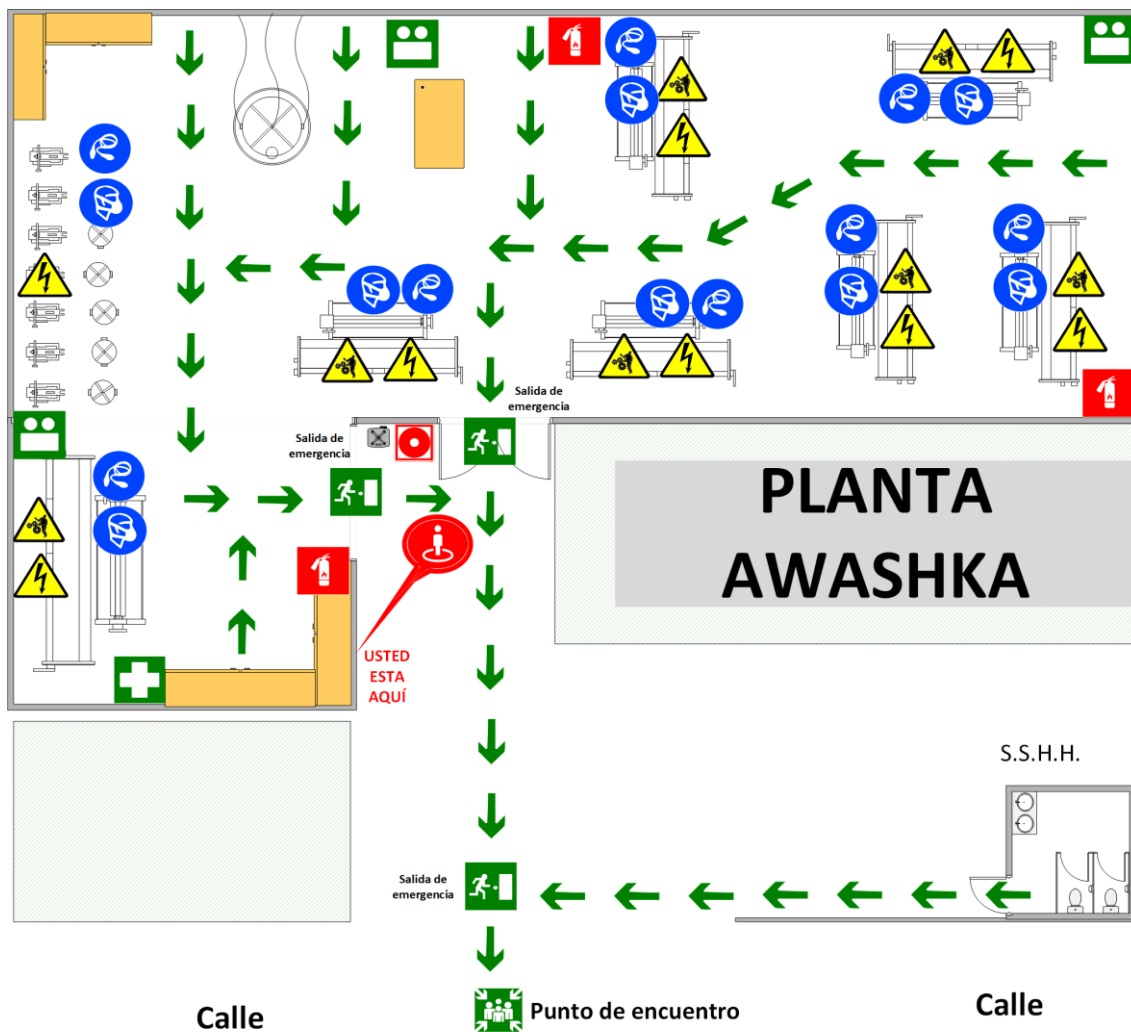 Salida de
emergencia
Salida de
emergencia
PLANTA
AWASHKA
USTED
ESTA
AQUÍ
S.S.H.H.
Salida de
emergencia
Punto de encuentro
Calle
Calle